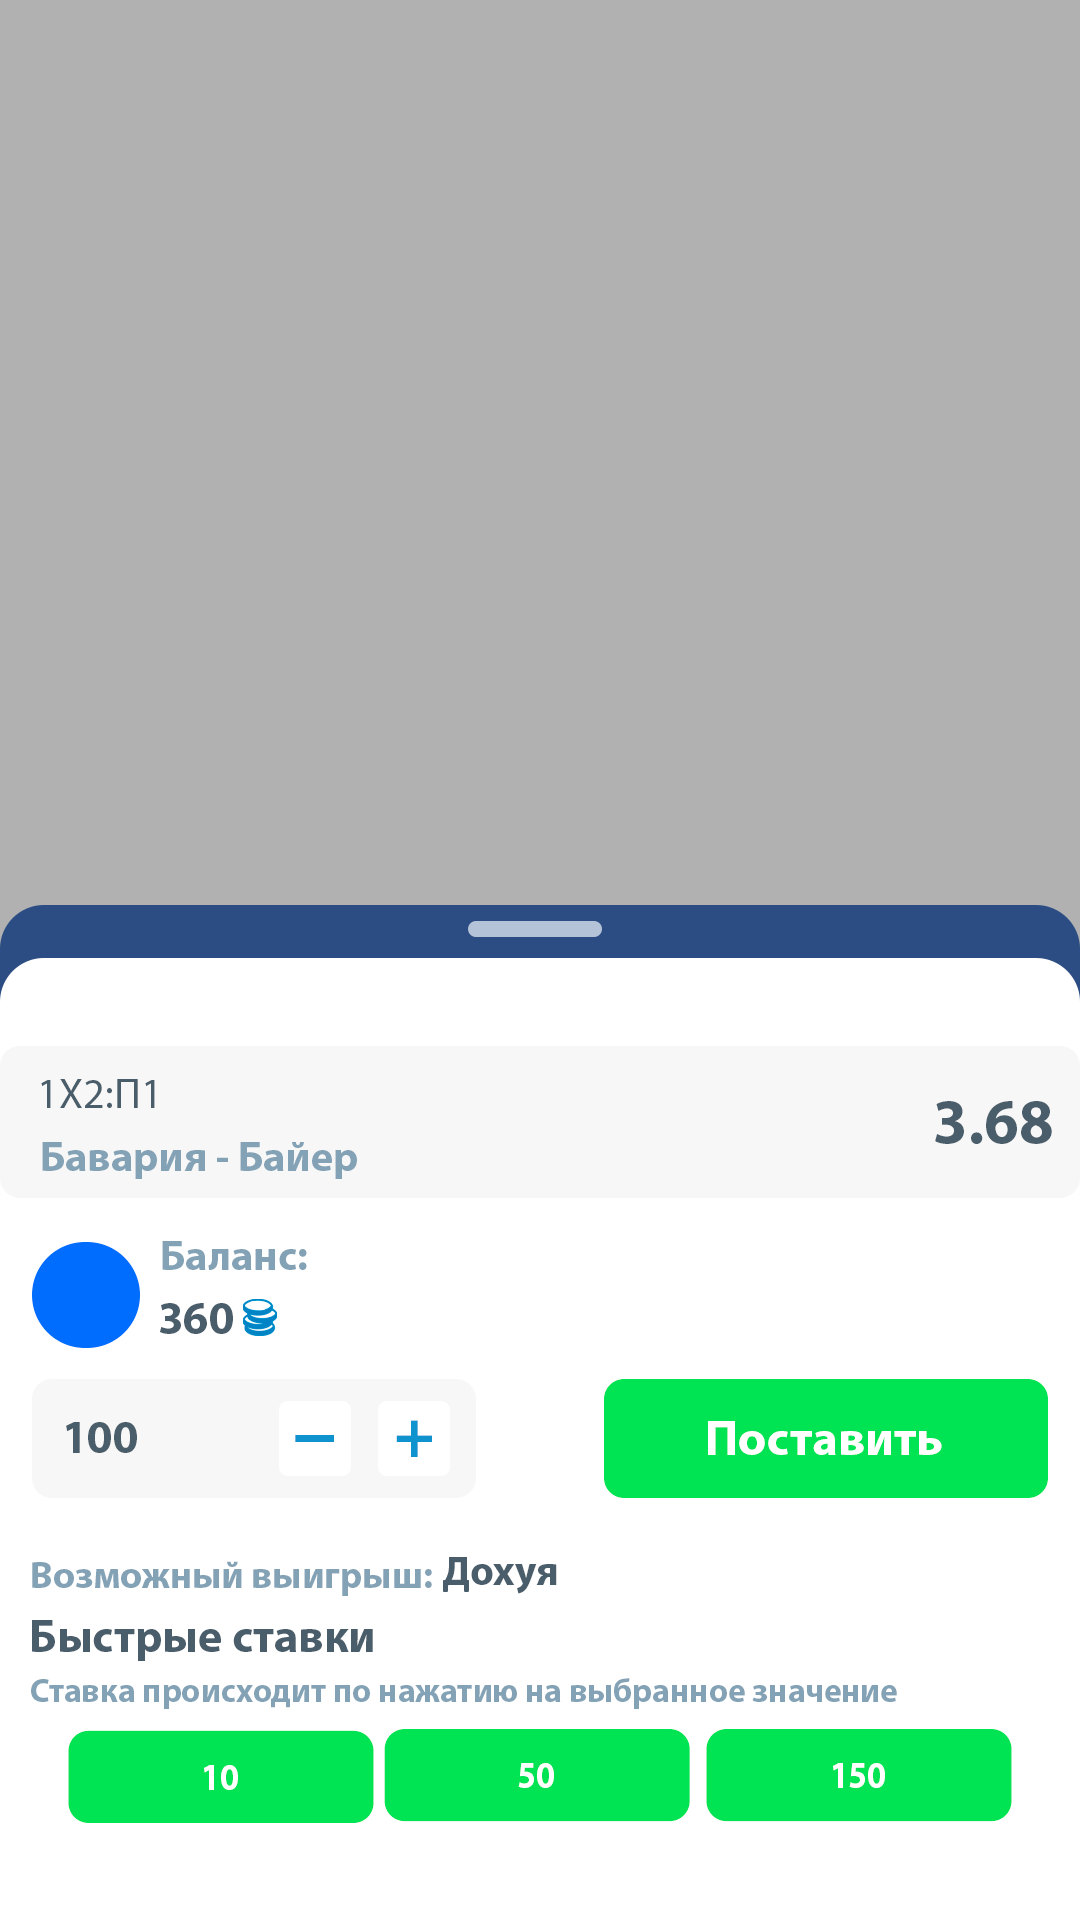 1X2:П1
3.68
Бавария - Байер
Баланс:
360
100
Поставить
Возможный выигрыш: Дохуя
Быстрые ставки
Ставка происходит по нажатию на выбранное значение
10 50 150